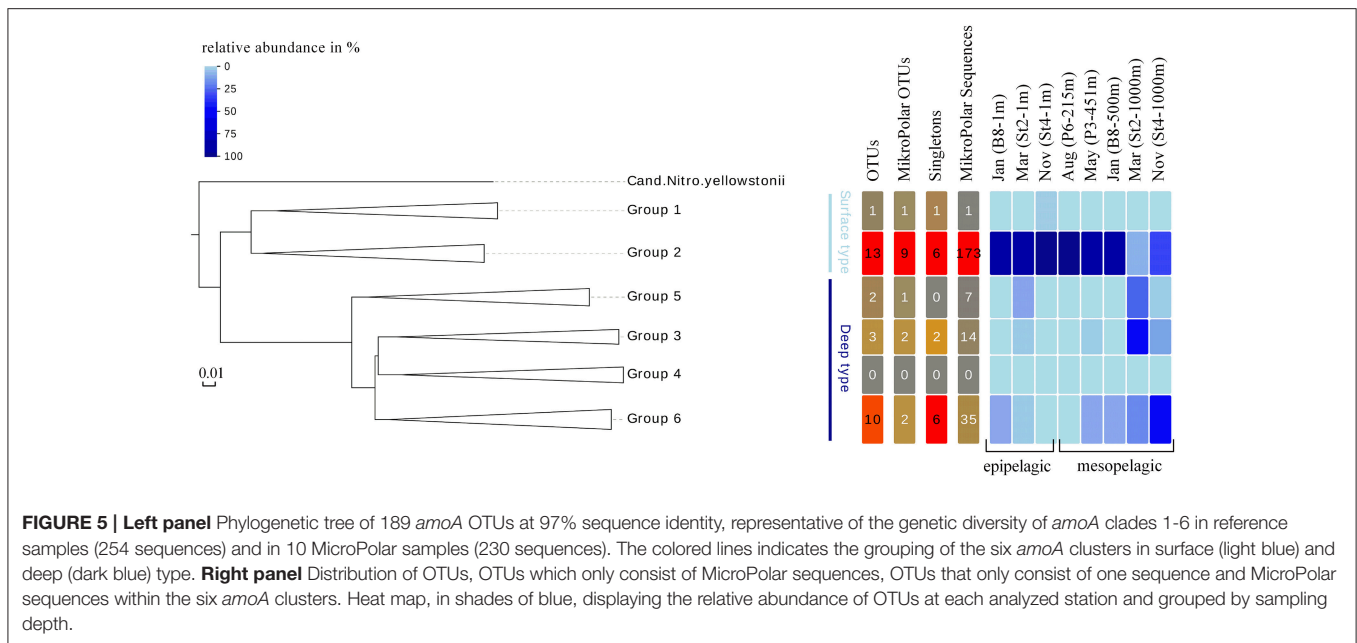 relative abundance in %
0
25
50
75
100
OTUs
MikroPolar OTUs
Singletons
MikroPolar Sequences
Jan (B8-1m)
Mar (St2-1m)
Nov (St4-1m)
Aug (P6-215m)
May (P3-451m)
Jan (B8-500m)
Mar (St2-1000m)
Nov (St4-1000m)
Cand.Nitro.yellowstonii
Group 1
Group 2
Group 5
Group 3
Group 4
Group 6
0.01
Surface type
Deep type
1 1 1 1
13 9 6 173
2 1 0 7
3 2 2 14
0 0 0 0
10 2 6 35
epipelagic
mesopelagic
FIGURE 5 | Left panel Phylogenetic tree of 189 amoA OTUs at 97% sequence identity, representative of the genetic diversity of amoA clades 1-6 in reference
samples (254 sequences) and in 10 MicroPolar samples (230 sequences). The colored lines indicates the grouping of the six amoA clusters in surface (light blue) and
deep (dark blue) type. Right panel Distribution of OTUs, OTUs which only consist of MicroPolar sequences, OTUs that only consist of one sequence and MicroPolar
sequences within the six amoA clusters. Heat map, in shades of blue, displaying the relative abundance of OTUs at each analyzed station and grouped by sampling
depth.